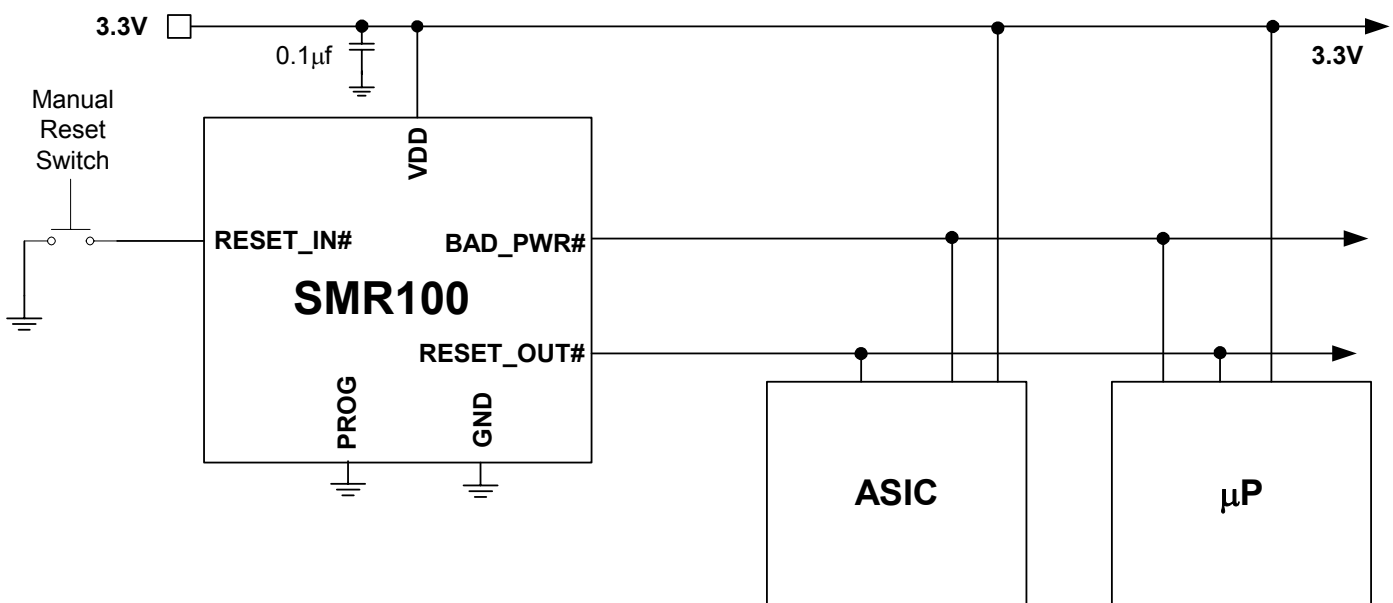 3.3V
0.1μf
3.3V
Manual
Reset
Switch
VDD
RESET_IN#
BAD_PWR#
SMR100
RESET_OUT#
PROG
GND
ASIC
μP